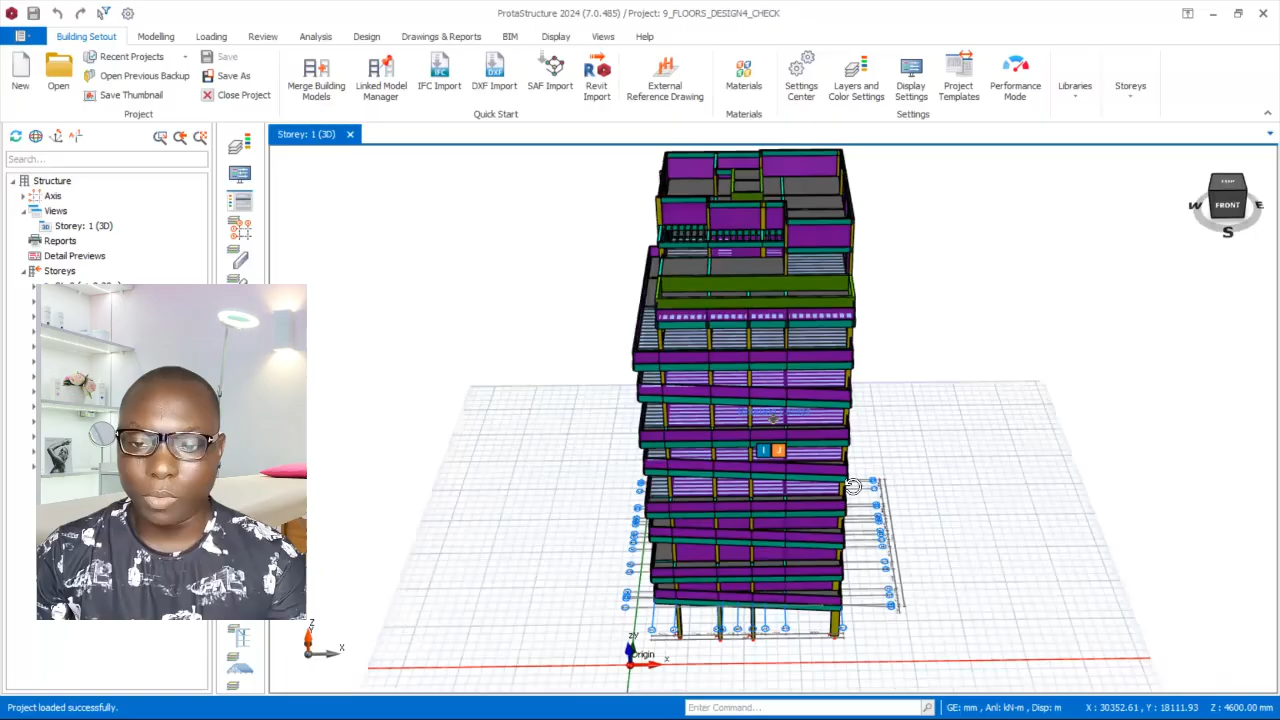 ProtaStructure 2024 (7.0.485) / Project: 9_FLOORS_DESIGN4_CHECK
Building Setout
Modelling
Loading
Review
Analysis
Design
Drawings & Reports
BIM
Display
Views
Help
New
Open
Recent Projects
Open Previous Backup
Save Thumbnail
Save
Save As
Close Project
Project
Merge Building
Models
Linked Model
Manager
IFC Import
DXF Import
SAF Import
Revit
Import
External
Reference Drawing
Quick Start
Materials
Materials
Settings
Center
Layers and
Color Settings
Display
Settings
Project
Templates
Performance
Mode
Settings
Libraries
Storeys
Search...
Structure
Axis
Views
Storey: 1 (3D)
Reports
Detail Previews
Storeys
Storey: 1 (3D)
TOP
FRONT
W
E
S
I
J
Origin
x
Z
X
Project loaded successfully.
Enter Command...
GE: mm , Anl: kN-m , Disp: m
X : 30352.61 , Y : 18111.93
Z : 4600.00 mm